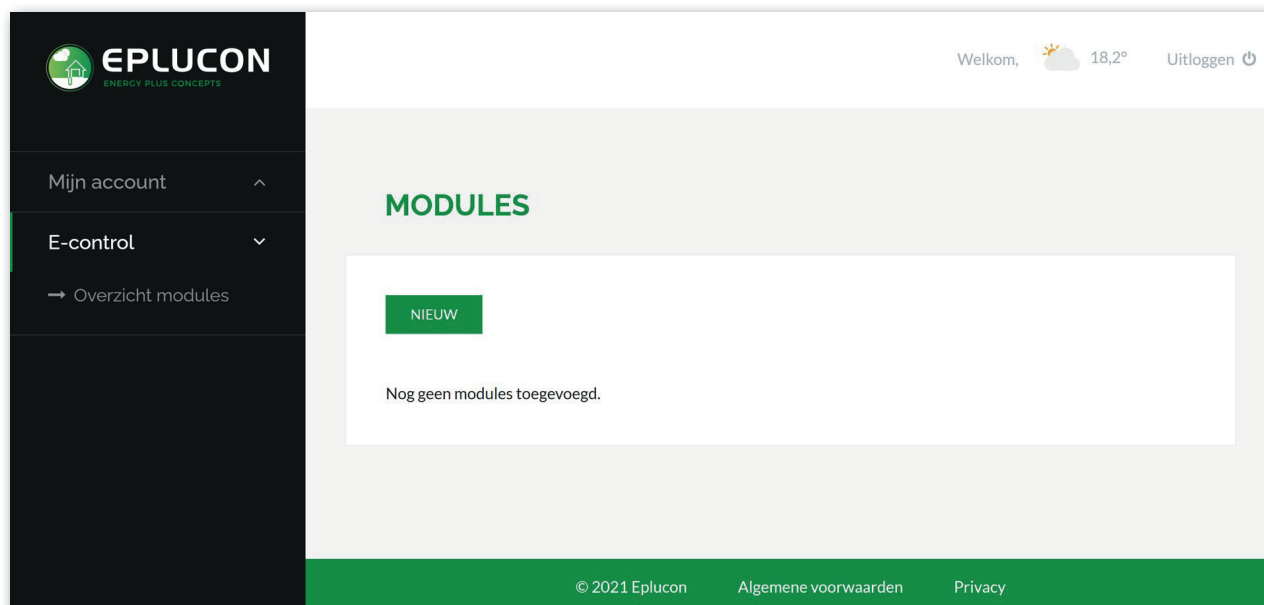 EPLUCON
ENERGY PLUS CONCEPTS
Welkom, 18,2° Uitloggen
Mijn account
E-control
→ Overzicht modules
MODULES
NIEUW
Nog geen modules toegevoegd.
© 2021 Eplucon Algemene voorwaarden Privacy